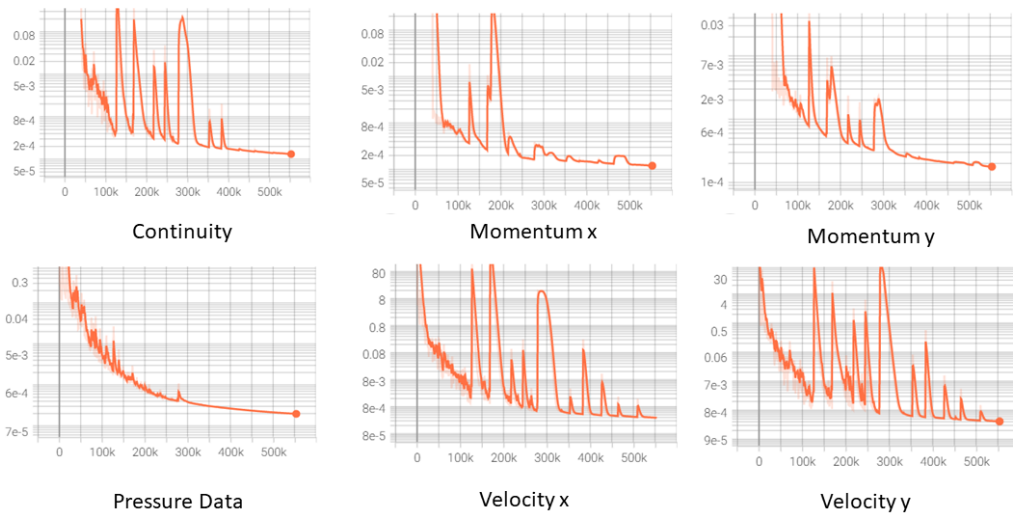 0.08
0.02
5e-3
8e-4
2e-4
5e-5
0 100k 200k 300k 400k 500k
Continuity
0.08
0.02
5e-3
8e-4
2e-4
5e-5
0 100k 200k 300k 400k 500k
Momentum x
0.03
7e-3
2e-3
6e-4
1e-4
0 100k 200k 300k 400k 500k
Momentum y
0.3
0.04
5e-3
6e-4
7e-5
0 100k 200k 300k 400k 500k
Pressure Data
80
8
0.8
0.08
8e-3
8e-4
8e-5
0 100k 200k 300k 400k 500k
Velocity x
30
4
0.5
0.06
7e-3
8e-4
9e-5
0 100k 200k 300k 400k 500k
Velocity y